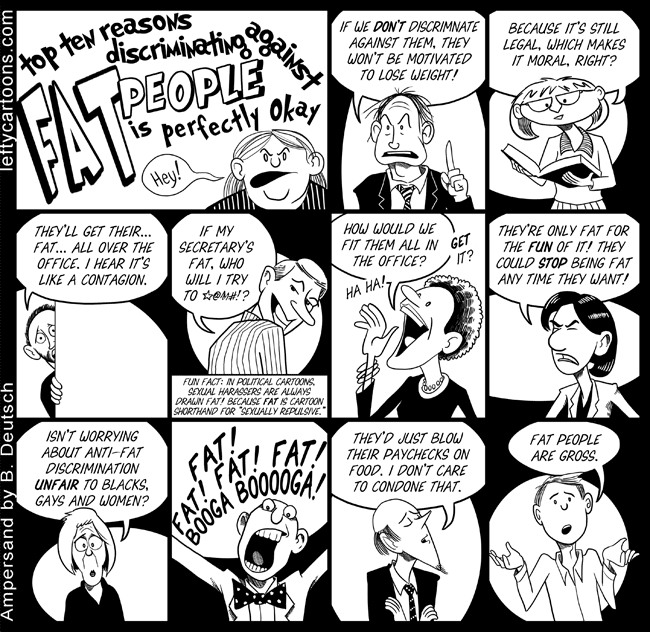 top ten reasons
discriminating against
FAT PEOPLE
is perfectly okay
Hey!
IF WE DON'T DISCRIMNATE
AGAINST THEM, THEY
WON'T BE MOTIVATED
TO LOSE WEIGHT!
BECAUSE IT'S STILL
LEGAL, WHICH MAKES
IT MORAL, RIGHT?
THEY'LL GET THEIR...
FAT... ALL OVER THE
OFFICE. I HEAR IT'S
LIKE A CONTAGION.
IF MY
SECRETARY'S
FAT, WHO
WILL I TRY
TO ☆@%#!?
FUN FACT: IN POLITICAL CARTOONS,
SEXUAL HARASSERS ARE ALWAYS
DRAWN FAT! BECAUSE FAT IS CARTOON
SHORTHAND FOR "SEXUALLY REPULSIVE."
HOW WOULD WE
FIT THEM ALL IN
THE OFFICE?
GET
IT?
HA HA!
THEY'RE ONLY FAT FOR
THE FUN OF IT! THEY
COULD STOP BEING FAT
ANY TIME THEY WANT!
ISN'T WORRYING
ABOUT ANTI-FAT
DISCRIMINATION
UNFAIR TO BLACKS,
GAYS AND WOMEN?
FAT!
FAT! FAT! FAT!
BOOGA BOOOOGA!
THEY'D JUST BLOW
THEIR PAYCHECKS ON
FOOD. I DON'T CARE
TO CONDONE THAT.
FAT PEOPLE
ARE GROSS.
leftycartoons.com
Ampersand by B. Deutsch